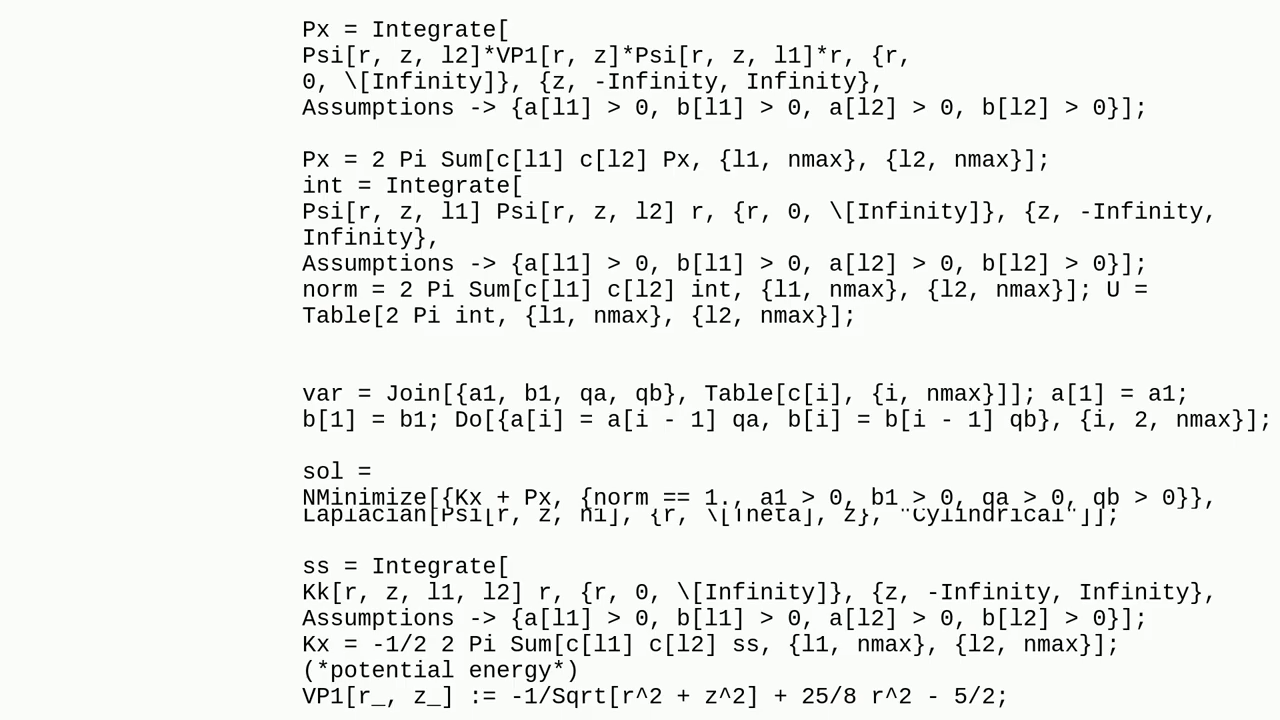 Px = Integrate[
Psi[r, z, l2]*VP1[r, z]*Psi[r, z, l1]*r, {r,
0, \[Infinity]}, {z, -Infinity, Infinity},
Assumptions -> {a[l1] > 0, b[l1] > 0, a[l2] > 0, b[l2] > 0}];
Px = 2 Pi Sum[c[l1] c[l2] Px, {l1, nmax}, {l2, nmax}];
int = Integrate[
Psi[r, z, l1] Psi[r, z, l2] r, {r, 0, \[Infinity]}, {z, -Infinity,
Infinity},
Assumptions -> {a[l1] > 0, b[l1] > 0, a[l2] > 0, b[l2] > 0}];
norm = 2 Pi Sum[c[l1] c[l2] int, {l1, nmax}, {l2, nmax}]; U =
Table[2 Pi int, {l1, nmax}, {l2, nmax}];
var = Join[{a1, b1, qa, qb}, Table[c[i], {i, nmax}]]; a[1] = a1;
b[1] = b1; Do[{a[i] = a[i - 1] qa, b[i] = b[i - 1] qb}, {i, 2, nmax}];
sol =
NMinimize[{Kx + Px, {norm == 1., a1 > 0, b1 > 0, qa > 0, qb > 0}},
Laplacian[Psi[r, z, n1], {r, \[Theta], z}, "Cylindrical"]];
ss = Integrate[
Kk[r, z, l1, l2] r, {r, 0, \[Infinity]}, {z, -Infinity, Infinity},
Assumptions -> {a[l1] > 0, b[l1] > 0, a[l2] > 0, b[l2] > 0}];
Kx = -1/2 2 Pi Sum[c[l1] c[l2] ss, {l1, nmax}, {l2, nmax}];
(*potential energy*)
VP1[r_, z_] := -1/Sqrt[r^2 + z^2] + 25/8 r^2 - 5/2;